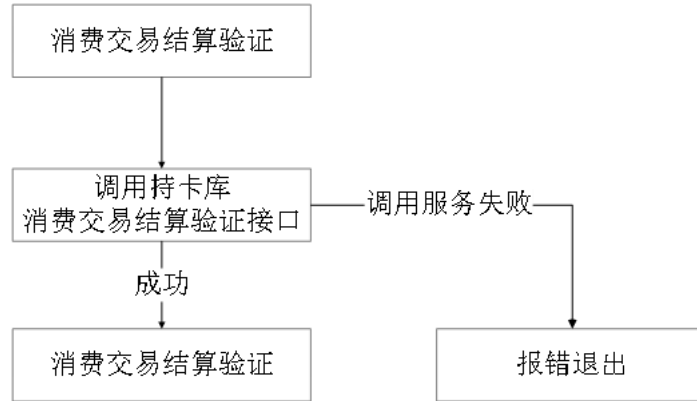 消费交易结算验证
调用持卡库
消费交易结算验证接口
调用服务失败
成功
消费交易结算验证
报错退出